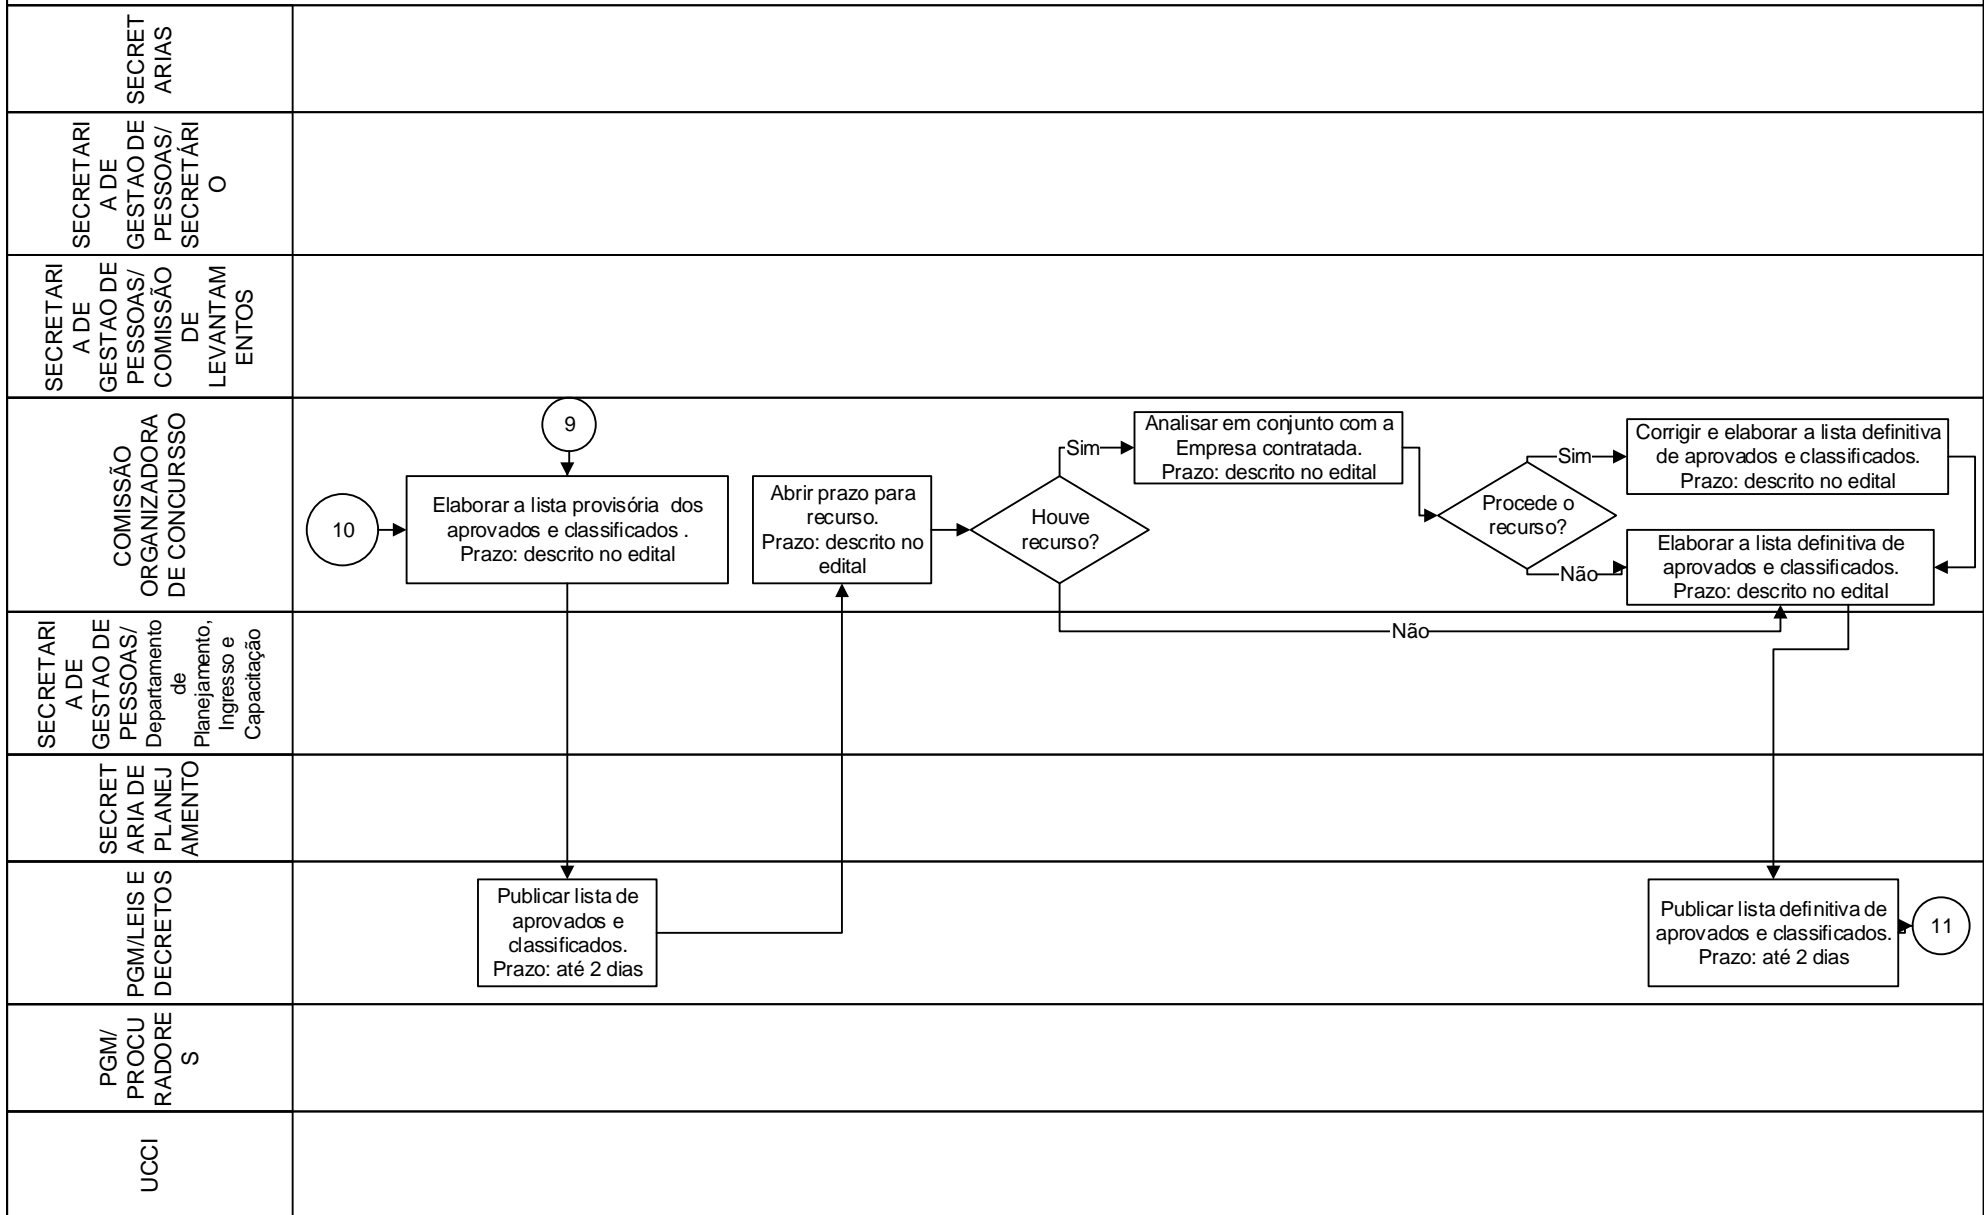 SECRET
ARIAS
SECRETARI
A DE
GESTAO DE
PESSOAS/
SECRETÁRI
O
SECRETARI
A DE
GESTAO DE
PESSOAS/
COMISSÃO
DE
LEVANTAM
ENTOS
COMISSÃO
ORGANIZADORA
DE CONCURSSO
9
10
Elaborar a lista provisória dos
aprovados e classificados .
Prazo: descrito no edital
Abrir prazo para
recurso.
Prazo: descrito no
edital
Houve
recurso?
Sim
Analisar em conjunto com a
Empresa contratada.
Prazo: descrito no edital
Procede o
recurso?
Sim
Corrigir e elaborar a lista definitiva
de aprovados e classificados.
Prazo: descrito no edital
Não
Elaborar a lista definitiva de
aprovados e classificados.
Prazo: descrito no edital
SECRETARI
A DE
GESTAO DE
PESSOAS/
Departamento
de
Planejamento,
Ingresso e
Capacitação
Não
SECRET
ARIA DE
PLANEJ
AMENTO
PGM/LEIS E
DECRETOS
Publicar lista de
aprovados e
classificados.
Prazo: até 2 dias
Publicar lista definitiva de
aprovados e classificados.
Prazo: até 2 dias
11
PGM/
PROCU
RADORE
S
UCCI